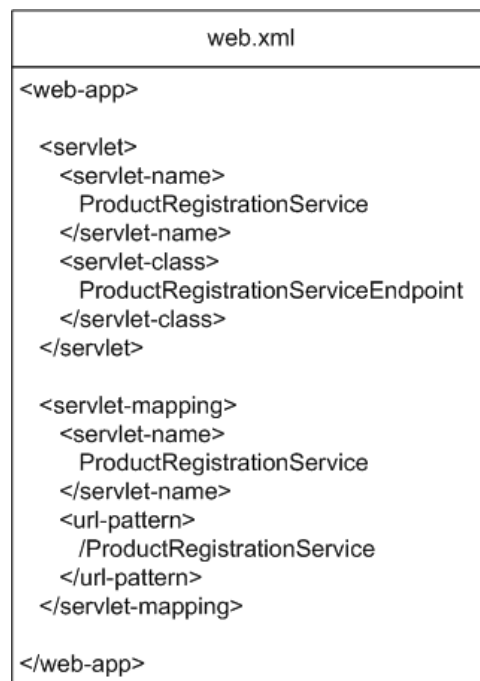 web.xml
<web-app>
<servlet>
<servlet-name>
ProductRegistrationService
</servlet-name>
<servlet-class>
ProductRegistrationServiceEndpoint
</servlet-class>
</servlet>
<servlet-mapping>
<servlet-name>
ProductRegistrationService
</servlet-name>
<url-pattern>
/ProductRegistrationService
</url-pattern>
</servlet-mapping>
</web-app>